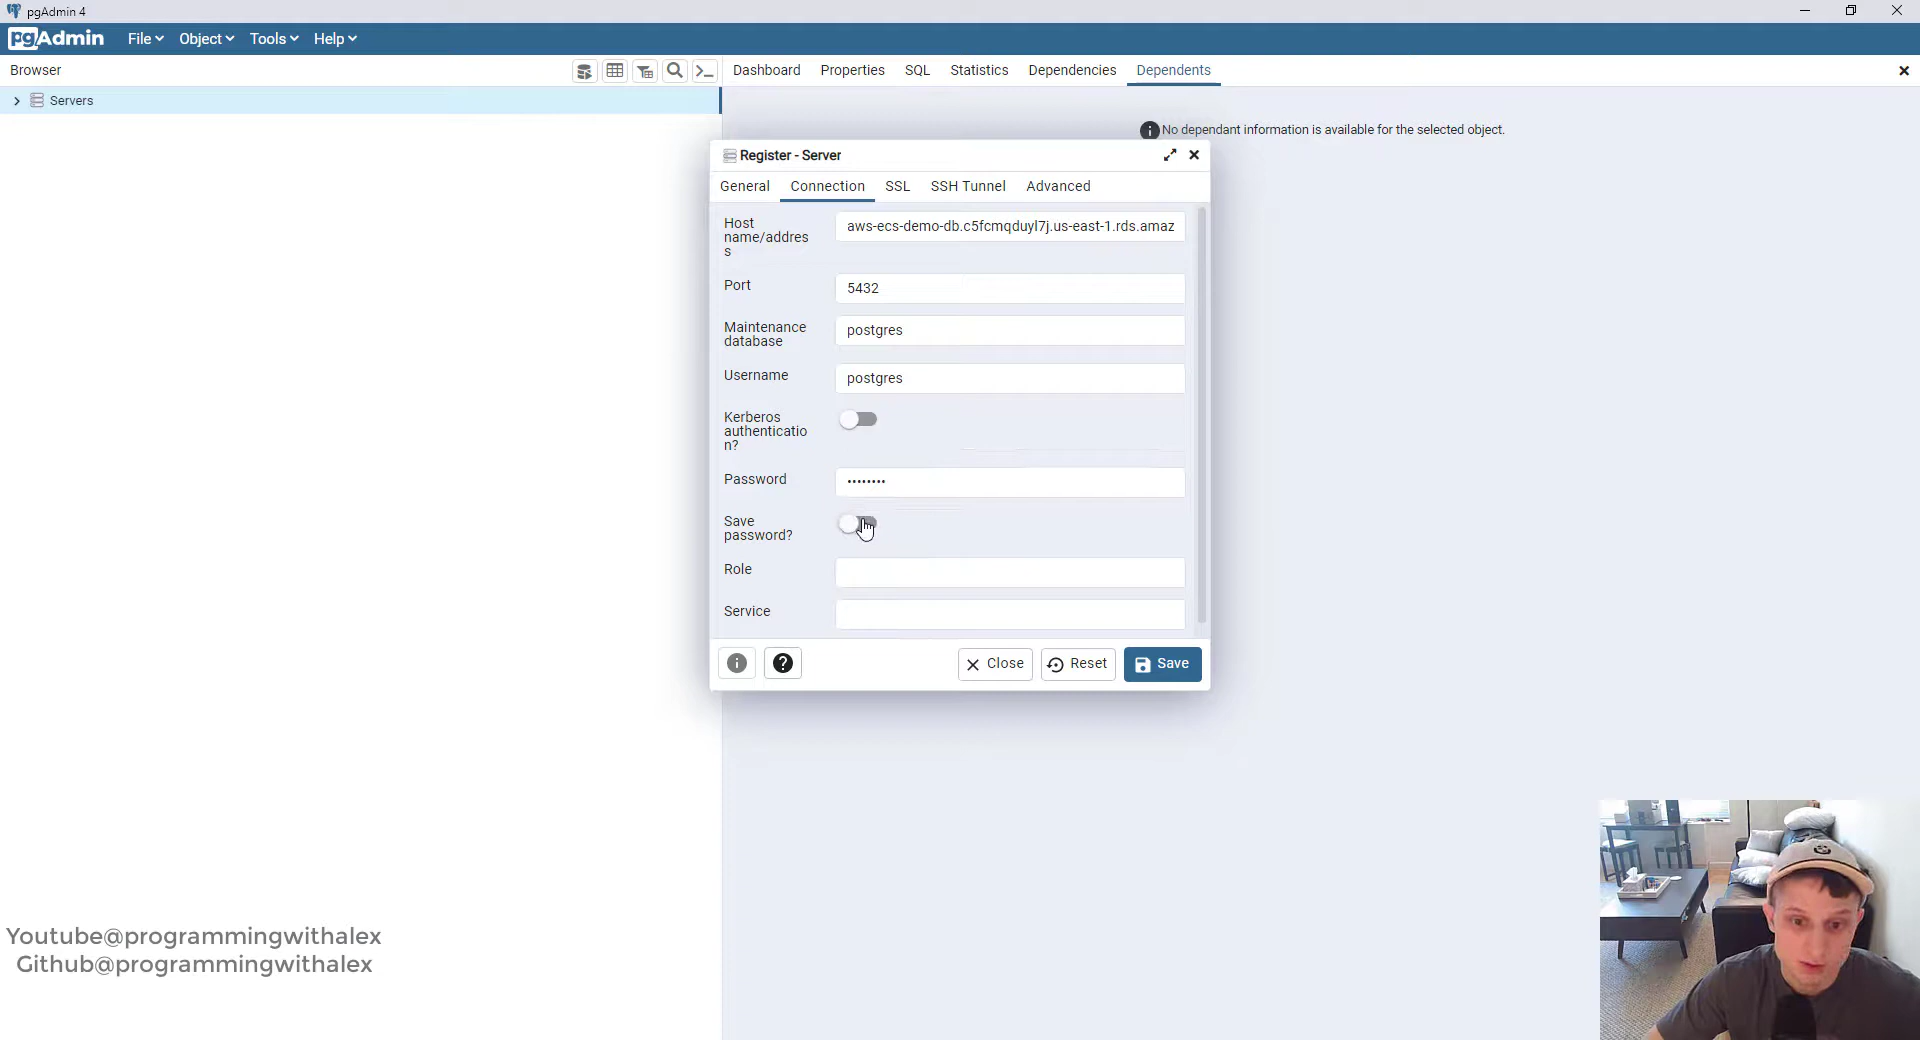 pgAdmin 4
pgAdmin File Object Tools Help
Browser
Dashboard Properties SQL Statistics Dependencies Dependents
Servers
No dependant information is available for the selected object.
Register - Server
General Connection SSL SSH Tunnel Advanced
Host
name/addres
s
aws-ecs-demo-db.c5fcmqduyl7j.us-east-1.rds.amaz
Port
5432
Maintenance
database
postgres
Username
postgres
Kerberos
authenticatio
n?
Password
••••••••
Save
password?
Role
Service
Close Reset Save
Youtube@programmingwithalex
Github@programmingwithalex